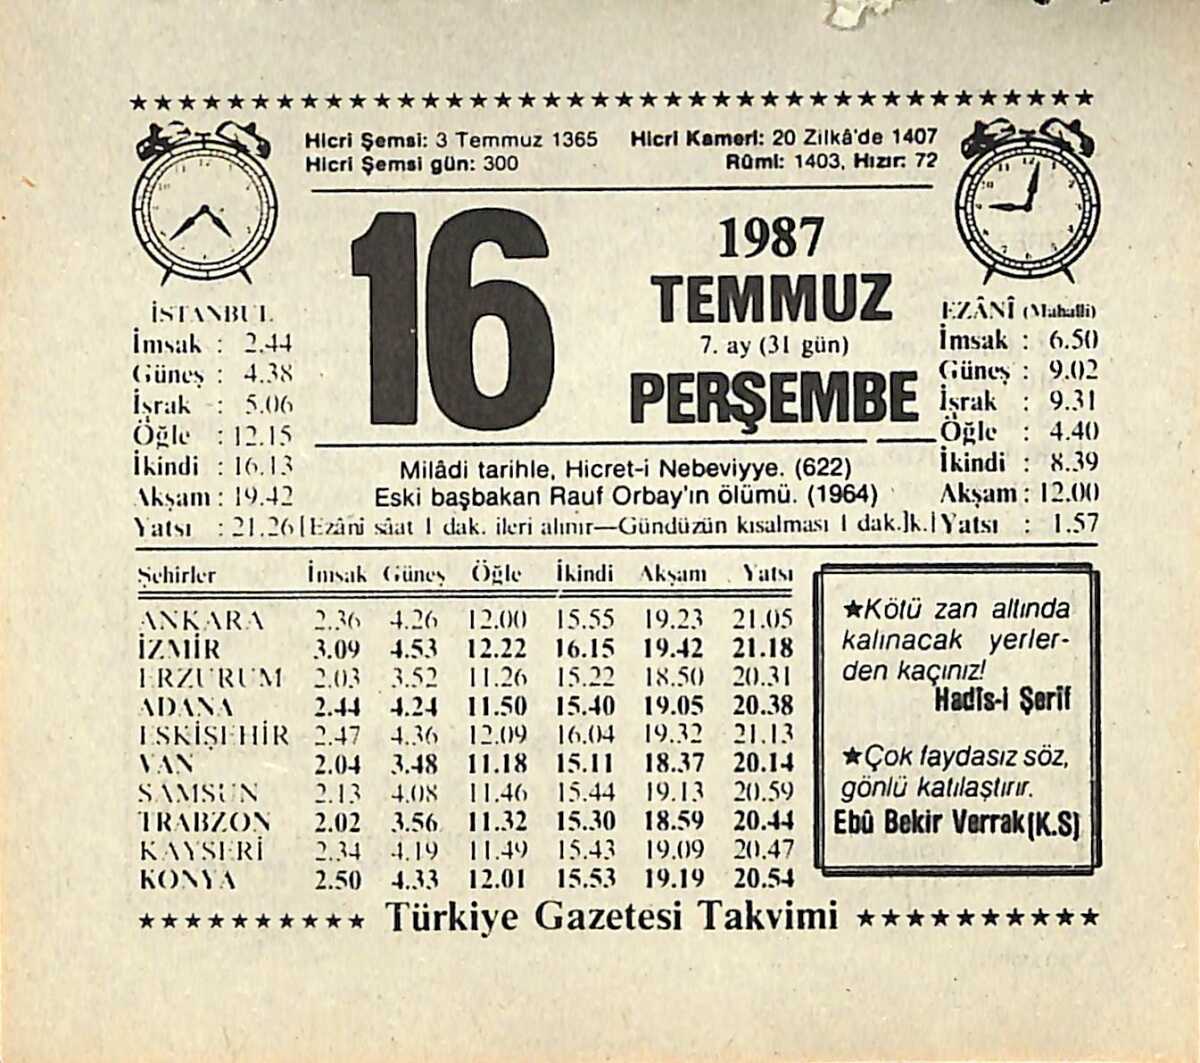 Hicri Şemsi: 3 Temmuz 1365 Hicri Kameri: 20 Zilkâ'de 1407
Hicri Şemsi gün: 300 Rûmî: 1403, Hızır: 72
16
1987
TEMMUZ
7. ay (31 gün)
PERŞEMBE
İSTANBUL
İmsak : 2.44
Güneş : 4.38
İşrak : 5.06
Öğle : 12.15
İkindi : 16.13
Akşam : 19.42
Yatsı : 21.26
EZÂNÎ (Mahalli)
İmsak : 6.50
Güneş : 9.02
İşrak : 9.31
Öğle : 4.40
İkindi : 8.39
Akşam : 12.00
Yatsı : 1.57
Milâdi tarihle, Hicret-i Nebeviyye. (622)
Eski başbakan Rauf Orbay'ın ölümü. (1964)
[Ezâni sâat 1 dak. ileri alınır—Gündüzün kısalması 1 dak.]k.]
Şehirler İmsak Güneş Öğle İkindi Akşam Yatsı
ANKARA 2.36 4.26 12.00 15.55 19.23 21.05
İZMİR 3.09 4.53 12.22 16.15 19.42 21.18
ERZURUM 2.03 3.52 11.26 15.22 18.50 20.31
ADANA 2.44 4.24 11.50 15.40 19.05 20.38
ESKİŞEHİR 2.47 4.36 12.09 16.04 19.32 21.13
VAN 2.04 3.48 11.18 15.11 18.37 20.14
SAMSUN 2.13 4.08 11.46 15.44 19.13 20.59
TRABZON 2.02 3.56 11.32 15.30 18.59 20.44
KAYSERİ 2.34 4.19 11.49 15.43 19.09 20.47
KONYA 2.50 4.33 12.01 15.53 19.19 20.54
★Kötü zan altında
kalınacak yerler-
den kaçınız!
Hadîs-i Şerif
★Çok faydasız söz,
gönlü katılaştırır.
Ebû Bekir Verrak(K.S)
Türkiye Gazetesi Takvimi